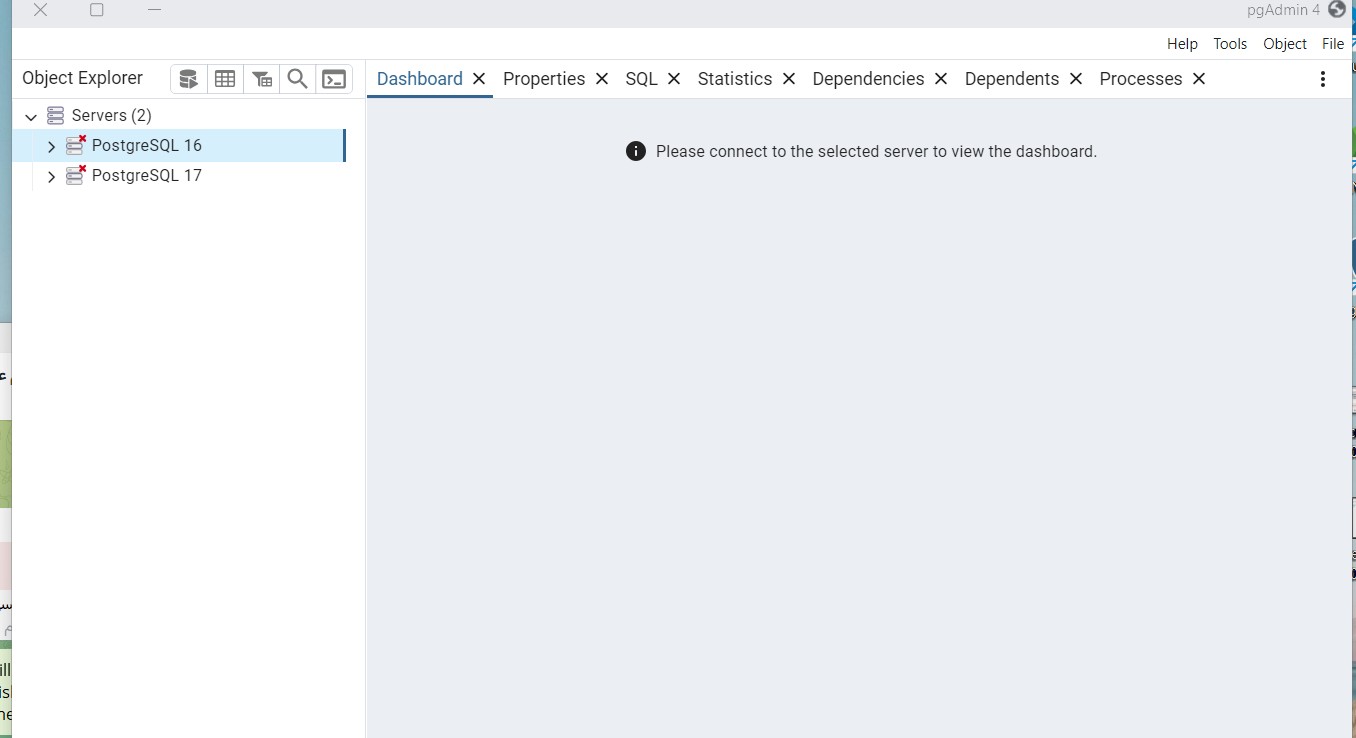 pgAdmin 4
Help Tools Object File
Object Explorer
Dashboard Properties SQL Statistics Dependencies Dependents Processes
Servers (2)
PostgreSQL 16
PostgreSQL 17
Please connect to the selected server to view the dashboard.